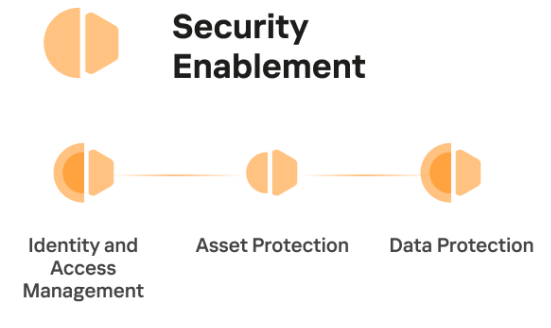 Security
Enablement
Identity and
Access
Management
Asset Protection
Data Protection